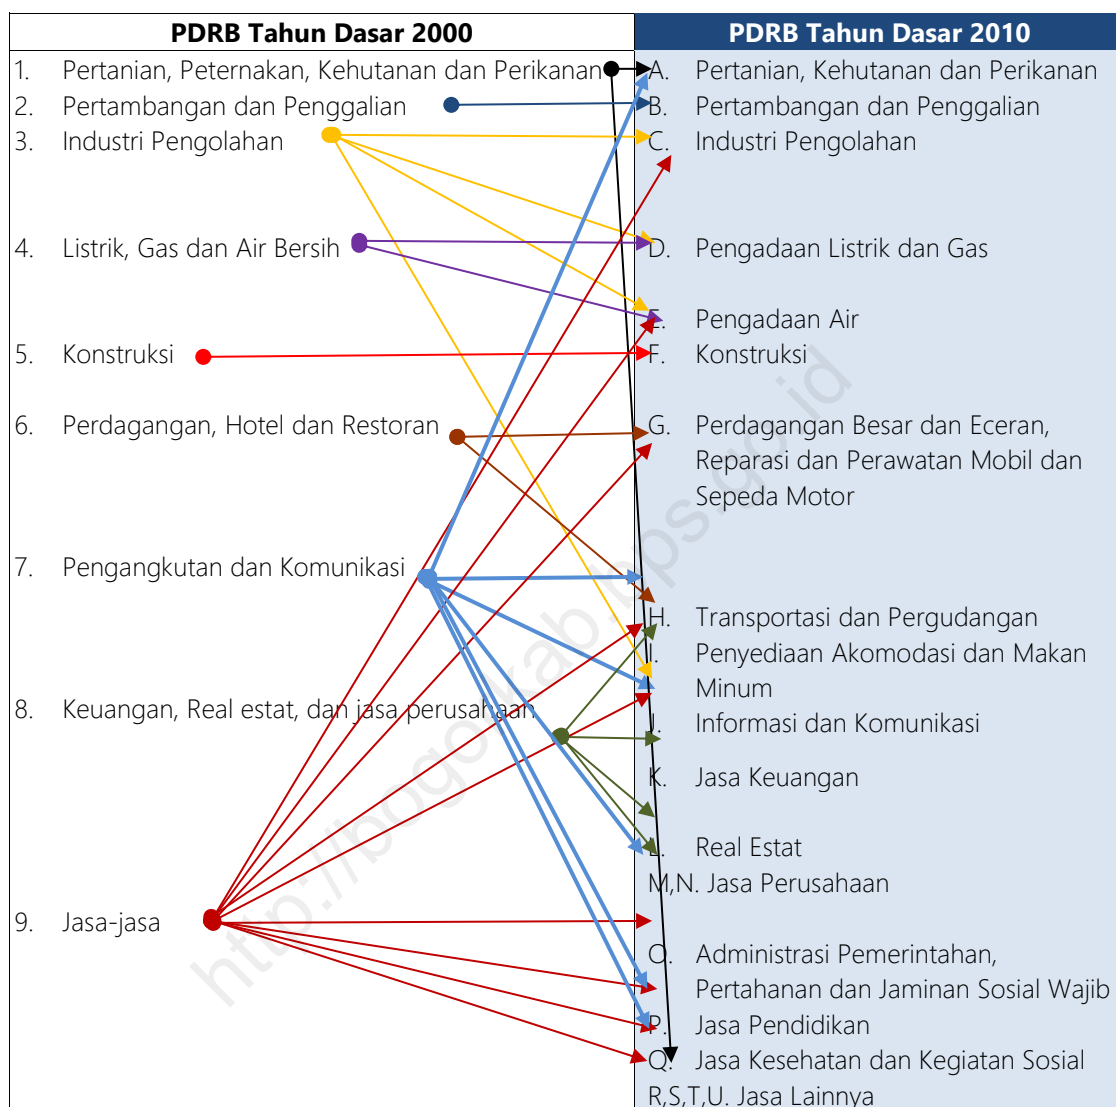 PDRB Tahun Dasar 2000
PDRB Tahun Dasar 2010
1. Pertanian, Peternakan, Kehutanan dan Perikanan
2. Pertambangan dan Penggalian
3. Industri Pengolahan
4. Listrik, Gas dan Air Bersih
5. Konstruksi
6. Perdagangan, Hotel dan Restoran
7. Pengangkutan dan Komunikasi
8. Keuangan, Real estat, dan jasa perusahaan
9. Jasa-jasa
A. Pertanian, Kehutanan dan Perikanan
B. Pertambangan dan Penggalian
C. Industri Pengolahan
D. Pengadaan Listrik dan Gas
E. Pengadaan Air
F. Konstruksi
G. Perdagangan Besar dan Eceran,
Reparasi dan Perawatan Mobil dan
Sepeda Motor
H. Transportasi dan Pergudangan
I. Penyediaan Akomodasi dan Makan
Minum
J. Informasi dan Komunikasi
K. Jasa Keuangan
L. Real Estat
M,N. Jasa Perusahaan
O. Administrasi Pemerintahan,
Pertahanan dan Jaminan Sosial Wajib
P. Jasa Pendidikan
Q. Jasa Kesehatan dan Kegiatan Sosial
R,S,T,U. Jasa Lainnya
http://bogorkab.bps.go.id